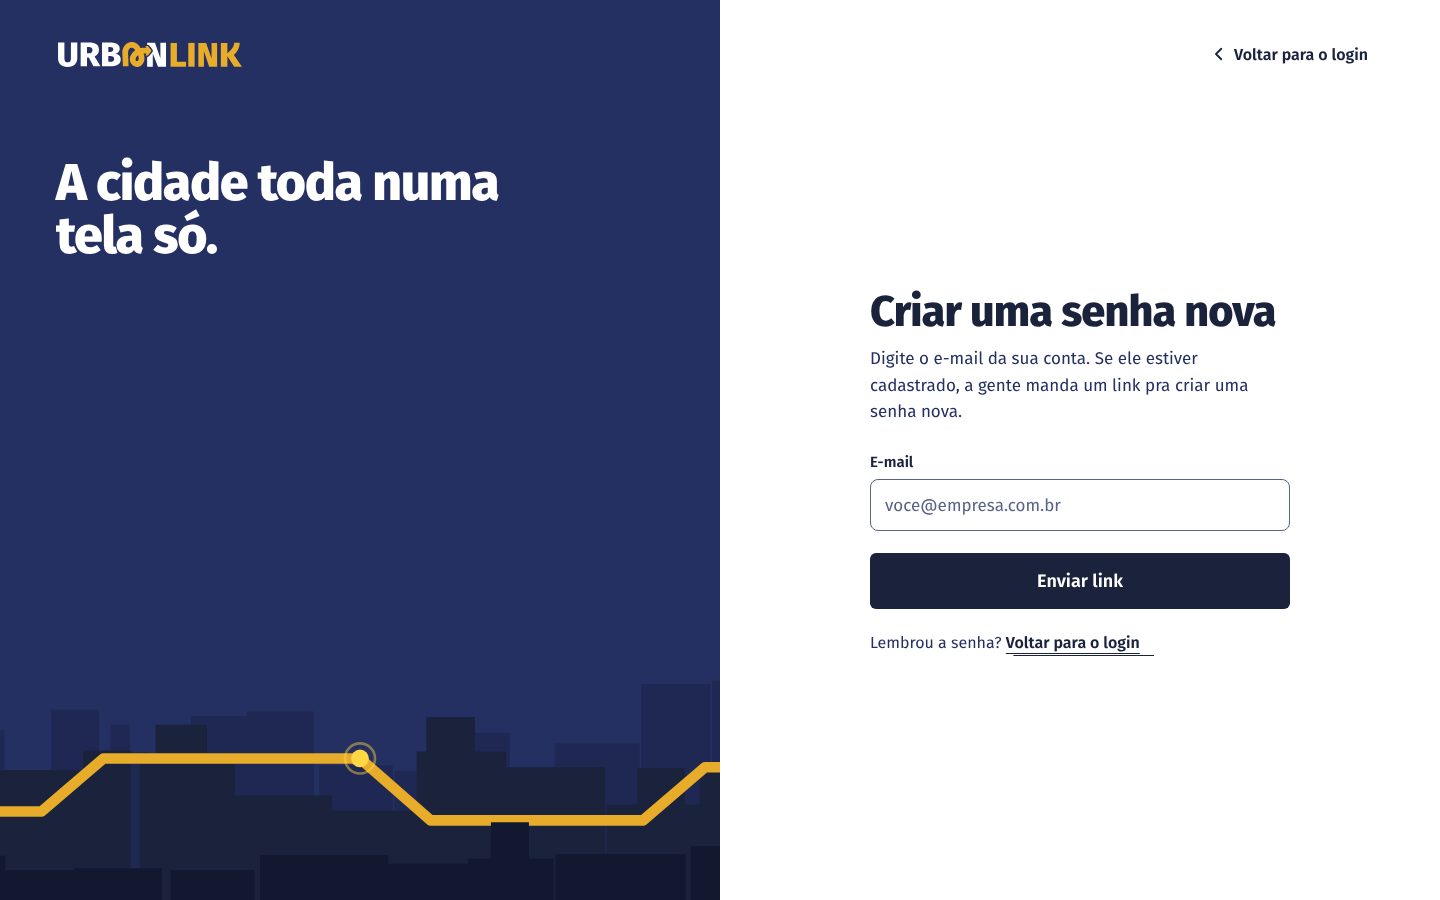 URBANLINK
A cidade toda numa
tela só.
Voltar para o login
Criar uma senha nova
Digite o e-mail da sua conta. Se ele estiver
cadastrado, a gente manda um link pra criar uma
senha nova.
E-mail
voce@empresa.com.br
Enviar link
Lembrou a senha? Voltar para o login